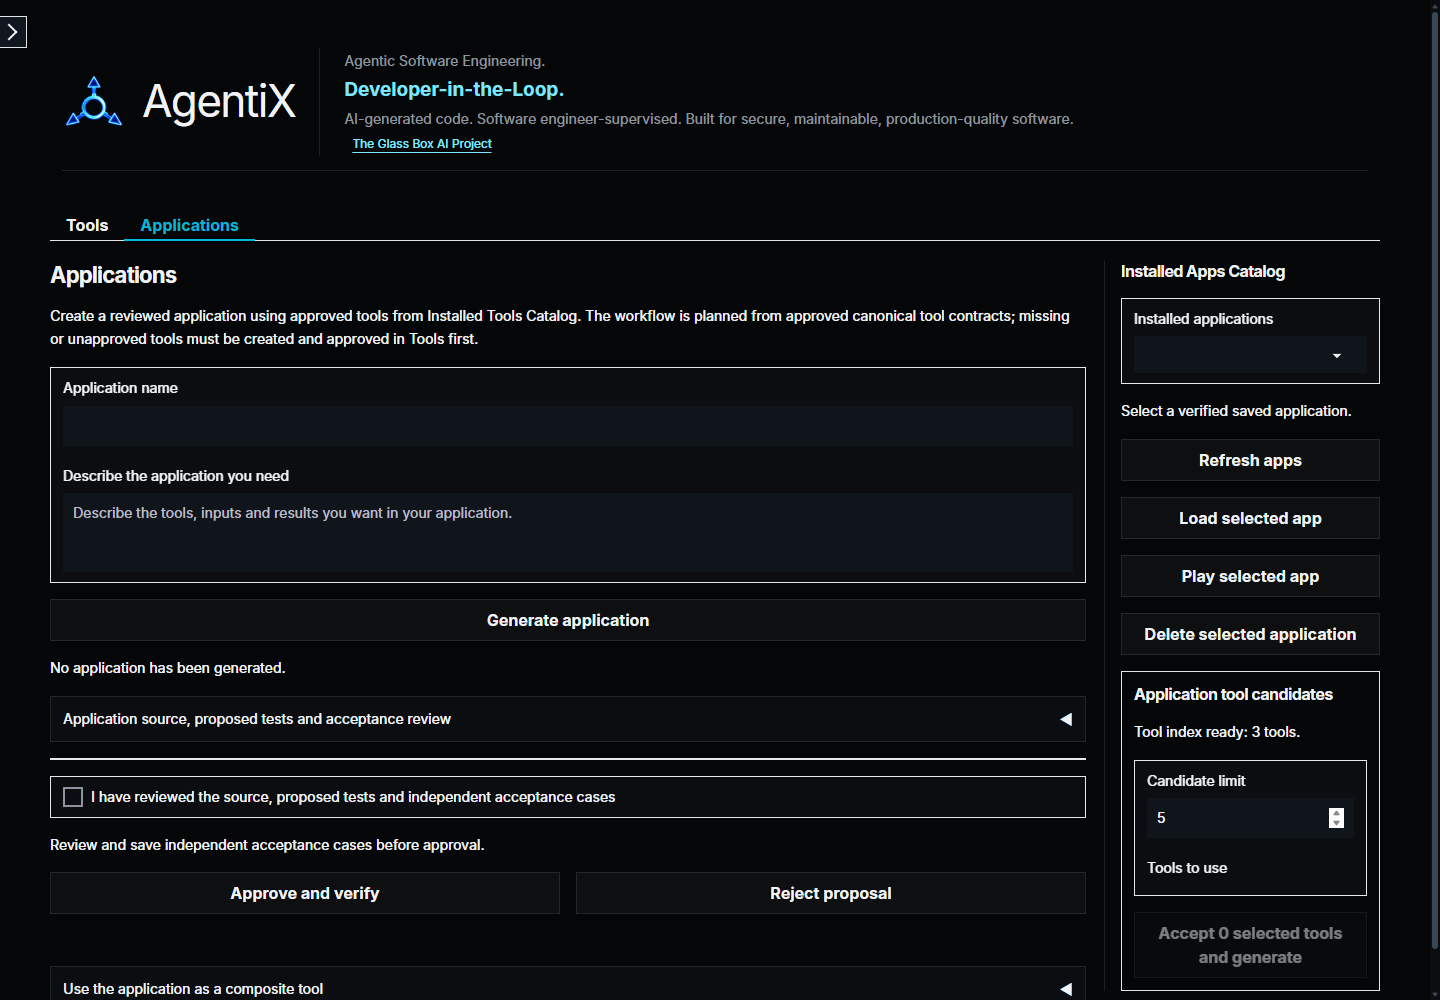 AgentiX
Agentic Software Engineering.
Developer-in-the-Loop.
AI-generated code. Software engineer-supervised. Built for secure, maintainable, production-quality software.
The Glass Box AI Project
Tools
Applications
Applications
Create a reviewed application using approved tools from Installed Tools Catalog. The workflow is planned from approved canonical tool contracts; missing
or unapproved tools must be created and approved in Tools first.
Application name
Describe the application you need
Describe the tools, inputs and results you want in your application.
Generate application
No application has been generated.
Application source, proposed tests and acceptance review
I have reviewed the source, proposed tests and independent acceptance cases
Review and save independent acceptance cases before approval.
Approve and verify
Reject proposal
Use the application as a composite tool
Installed Apps Catalog
Installed applications
Select a verified saved application.
Refresh apps
Load selected app
Play selected app
Delete selected application
Application tool candidates
Tool index ready: 3 tools.
Candidate limit
5
Tools to use
Accept 0 selected tools
and generate